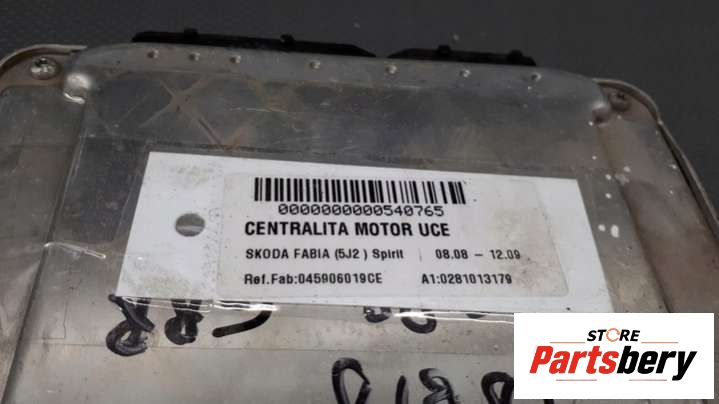 0000000000540765
CENTRALITA MOTOR UCE
SKODA FABIA (5J2 ) Spirit 08.08 - 12.09
Ref.Fab:045906019CE A1:0281013179
STORE
Partsbery